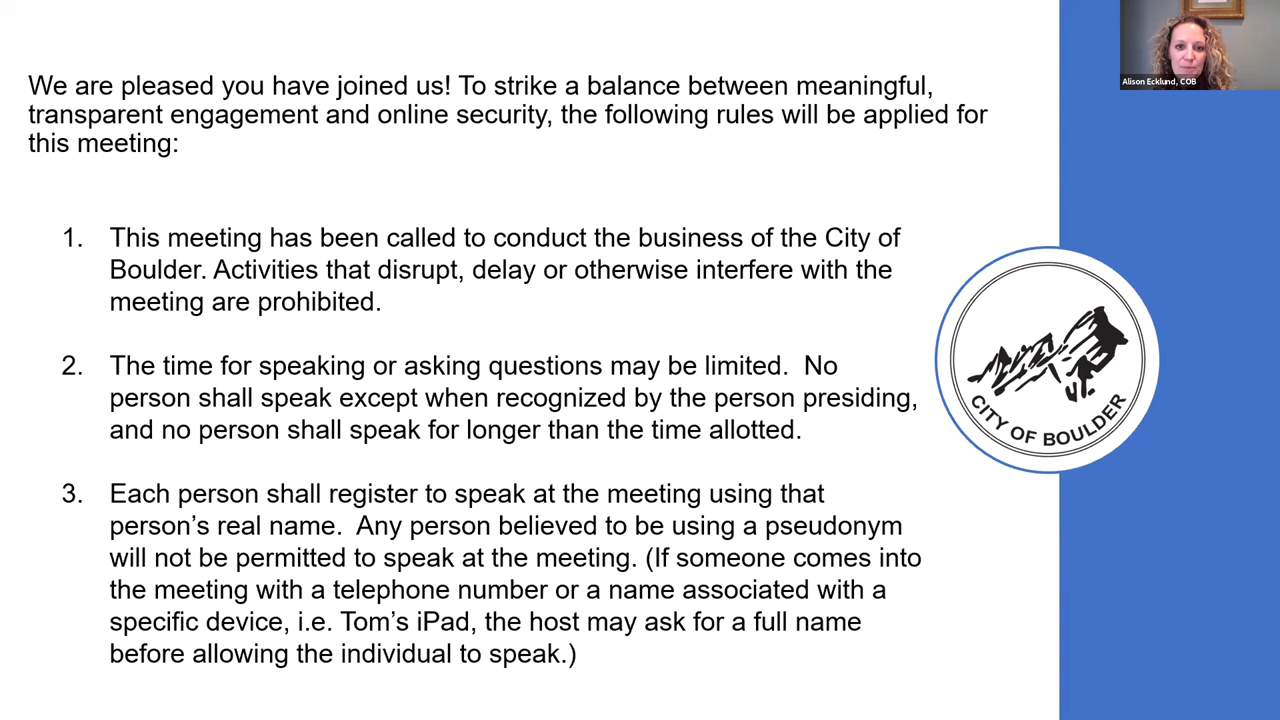 Alison Ecklund, COB
We are pleased you have joined us! To strike a balance between meaningful,
transparent engagement and online security, the following rules will be applied for
this meeting:
1. This meeting has been called to conduct the business of the City of
Boulder. Activities that disrupt, delay or otherwise interfere with the
meeting are prohibited.
2. The time for speaking or asking questions may be limited.  No
person shall speak except when recognized by the person presiding,
and no person shall speak for longer than the time allotted.
3. Each person shall register to speak at the meeting using that
person’s real name.  Any person believed to be using a pseudonym
will not be permitted to speak at the meeting. (If someone comes into
the meeting with a telephone number or a name associated with a
specific device, i.e. Tom’s iPad, the host may ask for a full name
before allowing the individual to speak.)
CITY OF BOULDER